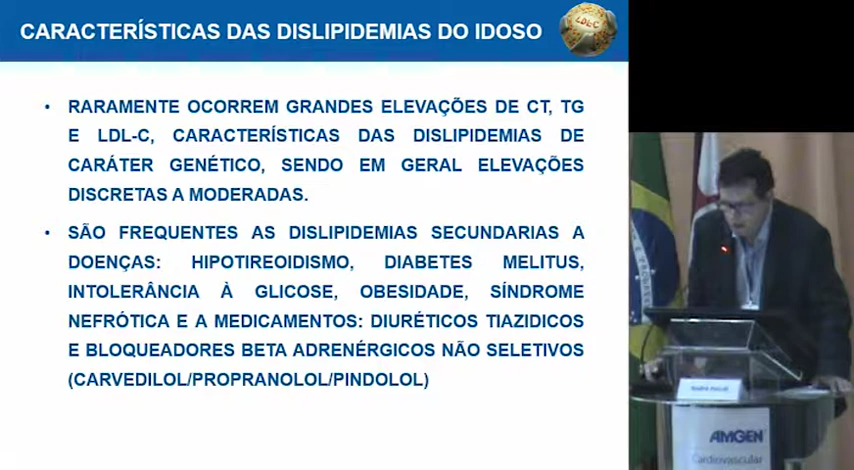 CARACTERÍSTICAS DAS DISLIPIDEMIAS DO IDOSO
LDL-C
• RARAMENTE OCORREM GRANDES ELEVAÇÕES DE CT, TG
E LDL-C, CARACTERÍSTICAS DAS DISLIPIDEMIAS DE
CARÁTER GENÉTICO, SENDO EM GERAL ELEVAÇÕES
DISCRETAS A MODERADAS.
• SÃO FREQUENTES AS DISLIPIDEMIAS SECUNDARIAS A
DOENÇAS: HIPOTIREOIDISMO, DIABETES MELITUS,
INTOLERÂNCIA À GLICOSE, OBESIDADE, SÍNDROME
NEFRÓTICA E A MEDICAMENTOS: DIURÉTICOS TIAZIDICOS
E BLOQUEADORES BETA ADRENÉRGICOS NÃO SELETIVOS
(CARVEDILOL/PROPRANOLOL/PINDOLOL)
AMGEN
Cardiovascular